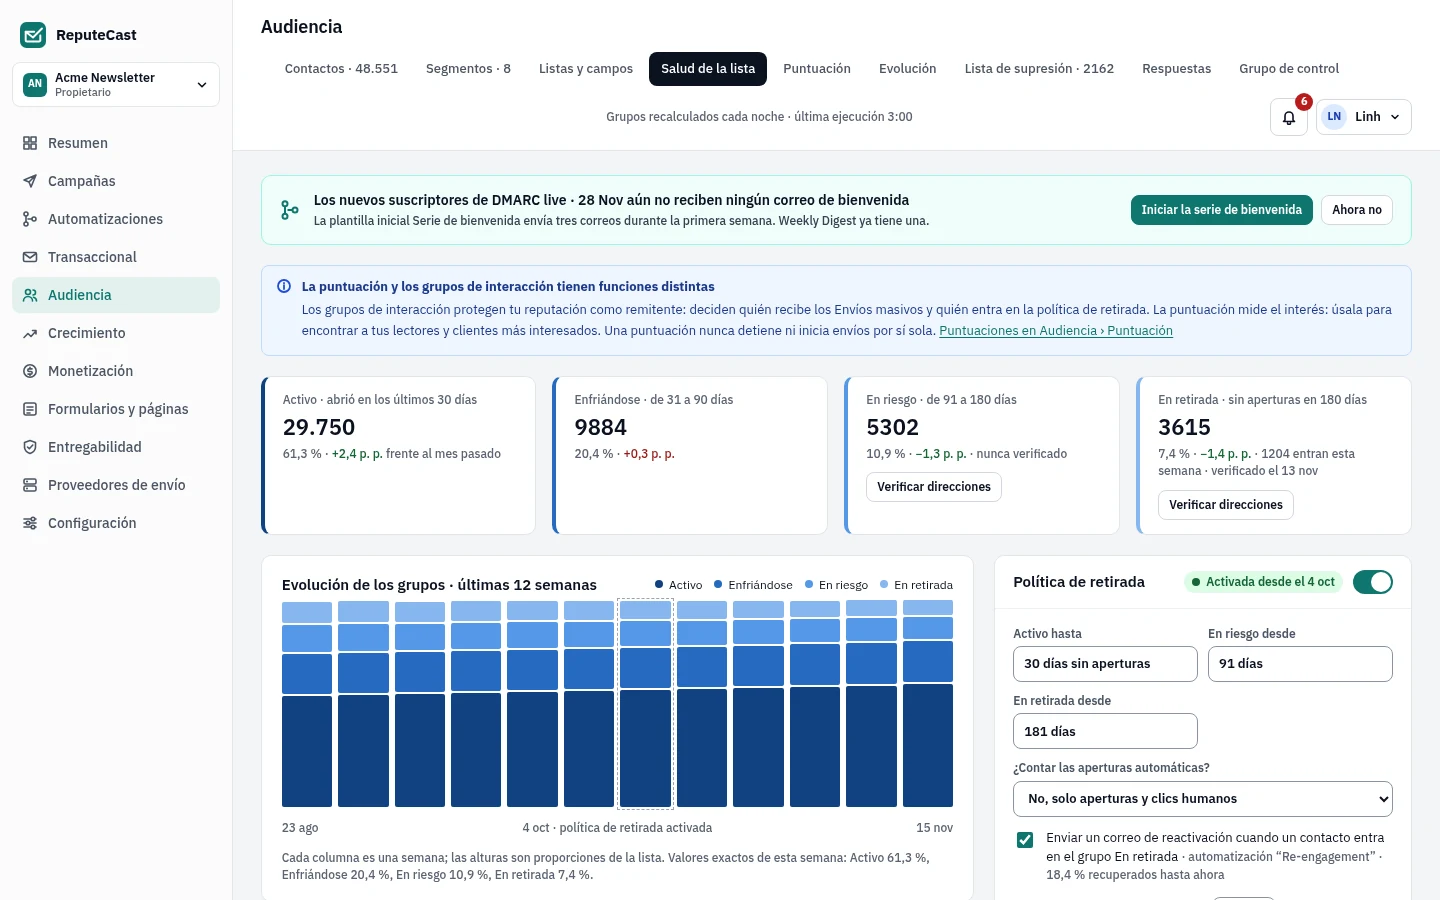 ReputeCast
AN
Acme Newsletter
Propietario
Resumen
Campañas
Automatizaciones
Transaccional
Audiencia
Crecimiento
Monetización
Formularios y páginas
Entregabilidad
Proveedores de envío
Configuración
Audiencia
Contactos · 48.551
Segmentos · 8
Listas y campos
Salud de la lista
Puntuación
Evolución
Lista de supresión · 2162
Respuestas
Grupo de control
Grupos recalculados cada noche · última ejecución 3:00
6
LN
Linh
Los nuevos suscriptores de DMARC live · 28 Nov aún no reciben ningún correo de bienvenida
La plantilla inicial Serie de bienvenida envía tres correos durante la primera semana. Weekly Digest ya tiene una.
Iniciar la serie de bienvenida
Ahora no
La puntuación y los grupos de interacción tienen funciones distintas
Los grupos de interacción protegen tu reputación como remitente: deciden quién recibe los Envíos masivos y quién entra en la política de retirada. La puntuación mide el interés: úsala para
encontrar a tus lectores y clientes más interesados. Una puntuación nunca detiene ni inicia envíos por sí sola. Puntuaciones en Audiencia › Puntuación
Activo · abrió en los últimos 30 días
29.750
61,3 % · +2,4 p. p. frente al mes pasado
Enfriándose · de 31 a 90 días
9884
20,4 % · +0,3 p. p.
En riesgo · de 91 a 180 días
5302
10,9 % · −1,3 p. p. · nunca verificado
Verificar direcciones
En retirada · sin aperturas en 180 días
3615
7,4 % · −1,4 p. p. · 1204 entran esta
semana · verificado el 13 nov
Verificar direcciones
Evolución de los grupos · últimas 12 semanas
Activo
Enfriándose
En riesgo
En retirada
23 ago
4 oct · política de retirada activada
15 nov
Cada columna es una semana; las alturas son proporciones de la lista. Valores exactos de esta semana: Activo 61,3 %,
Enfriándose 20,4 %, En riesgo 10,9 %, En retirada 7,4 %.
Política de retirada
Activada desde el 4 oct
Activo hasta
En riesgo desde
30 días sin aperturas
91 días
En retirada desde
181 días
¿Contar las aperturas automáticas?
No, solo aperturas y clics humanos
Enviar un correo de reactivación cuando un contacto entra
en el grupo En retirada · automatización “Re-engagement” ·
18,4 % recuperados hasta ahora